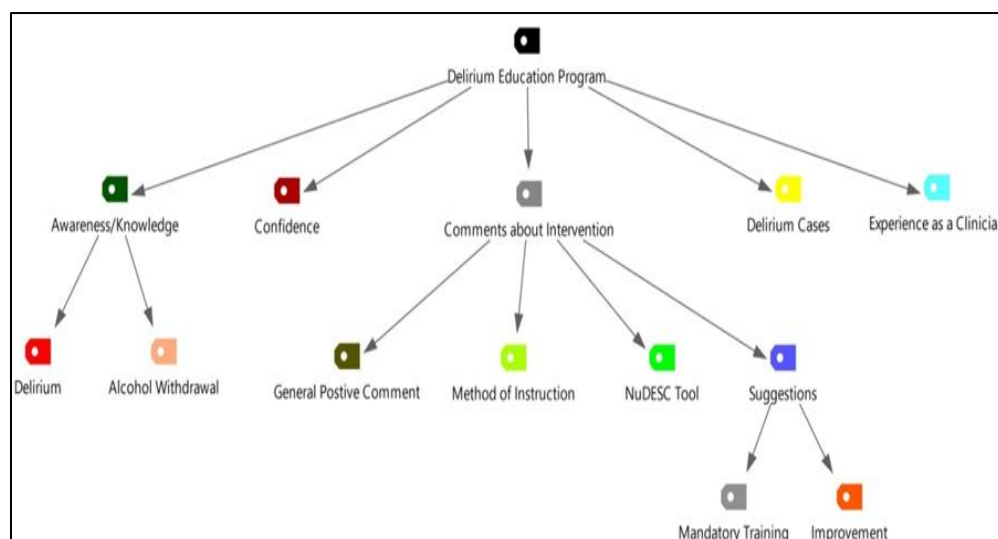 Delirium Education Program
Awareness/Knowledge
Confidence
Comments about Intervention
Delirium Cases
Experience as a Clinicia
Delirium
Alcohol Withdrawal
General Postive Comment
Method of Instruction
NuDESC Tool
Suggestions
Mandatory Training
Improvement